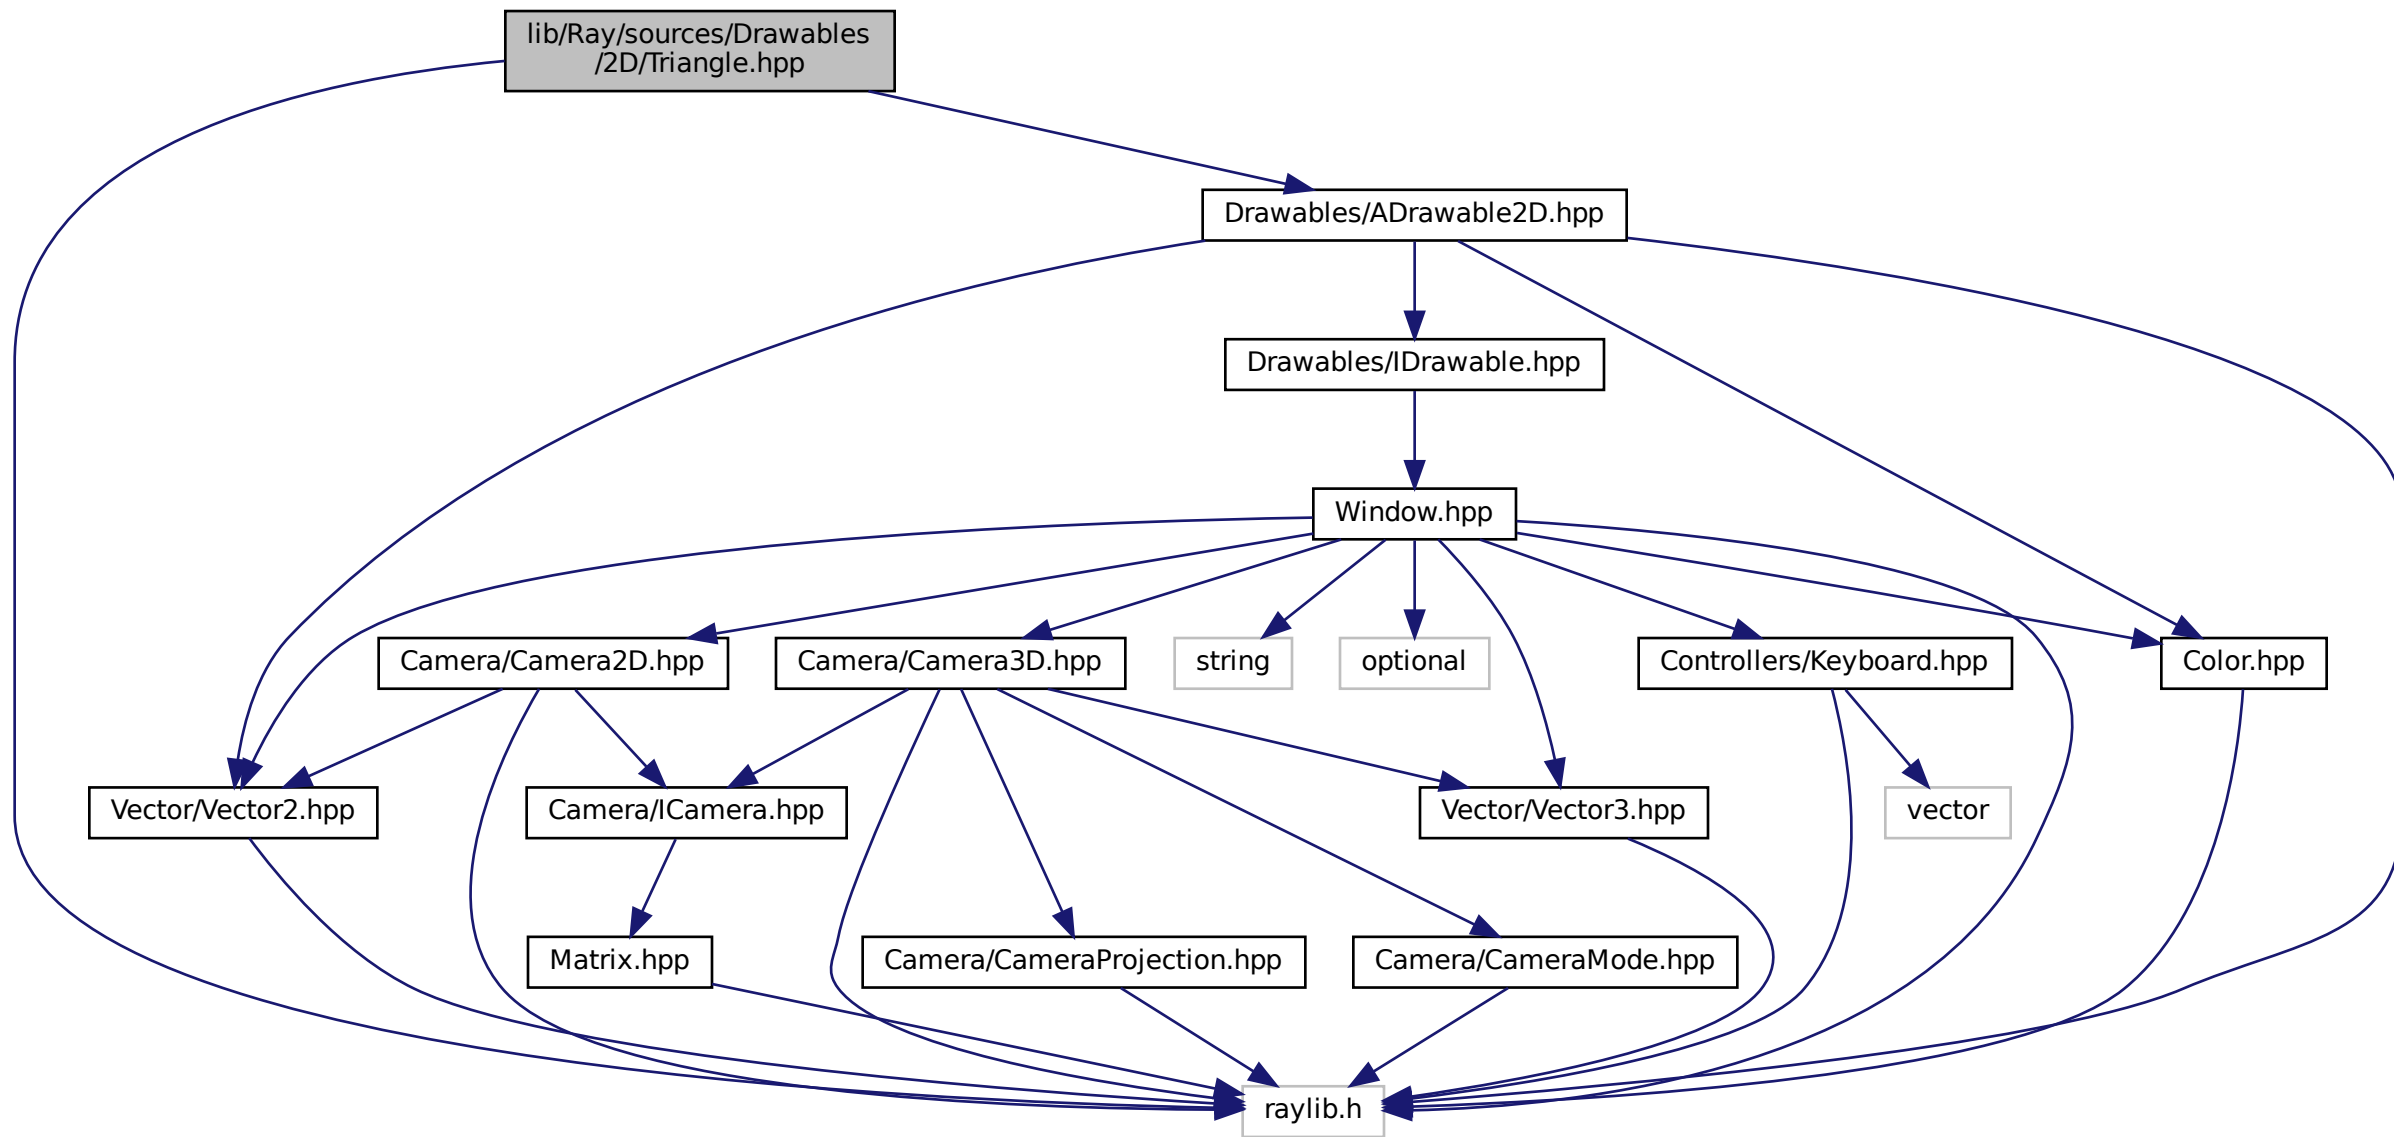 lib/Ray/sources/Drawables
/2D/Triangle.hpp
Drawables/ADrawable2D.hpp
Drawables/IDrawable.hpp
Window.hpp
Camera/Camera2D.hpp
Camera/Camera3D.hpp
string
optional
Controllers/Keyboard.hpp
Color.hpp
Vector/Vector2.hpp
Camera/ICamera.hpp
Vector/Vector3.hpp
vector
Matrix.hpp
Camera/CameraProjection.hpp
Camera/CameraMode.hpp
raylib.h